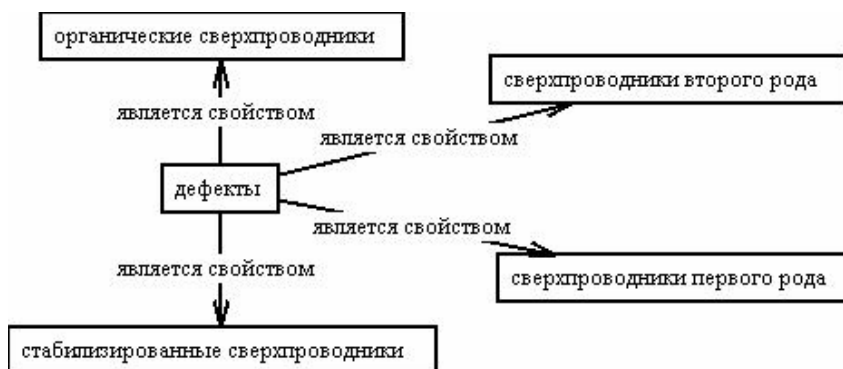 органические сверхпроводники
сверхпроводники второго рода
является свойством
является свойством
дефекты
является свойством
является свойством
сверхпроводники первого рода
стабилизированные сверхпроводники